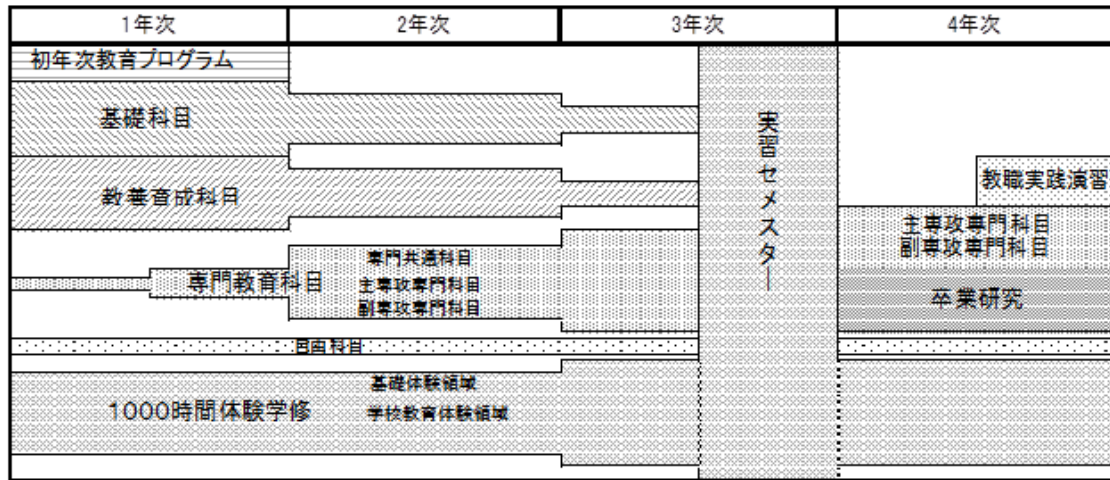 1年次
2年次
3年次
4年次
初年次教育プログラム
基礎科目
教養育成科目
専門教育科目
専門共通科目
主専攻専門科目
副専攻専門科目
自由科目
1000時間体験学修
基礎体験領域
学校教育体験領域
実習セメスター
教職実践演習
主専攻専門科目
副専攻専門科目
卒業研究